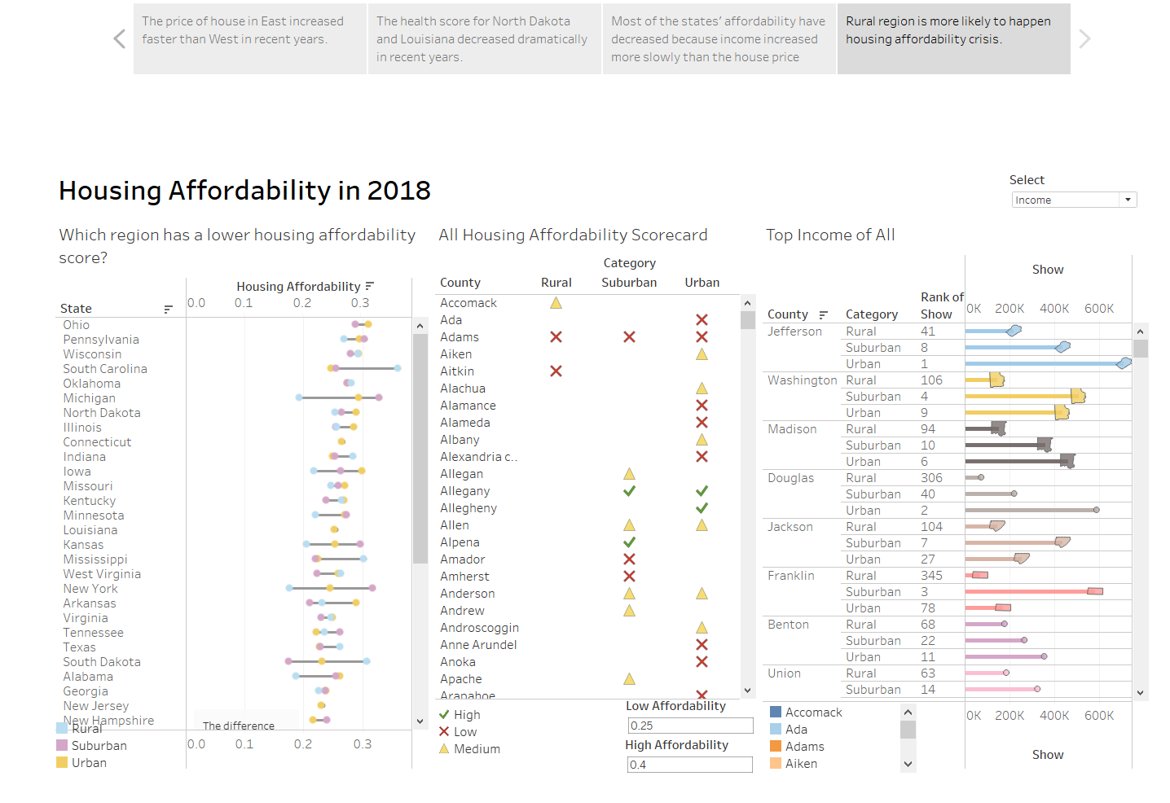 The price of house in East increased
faster than West in recent years.
The health score for North Dakota
and Louisiana decreased dramatically
in recent years.
Most of the states' affordability have
decreased because income increased
more slowly than the house price
Rural region is more likely to happen
housing affordability crisis.
Housing Affordability in 2018
Select
Income
Which region has a lower housing affordability
score?
Housing Affordability
State
0.0 0.1 0.2 0.3
Ohio
Pennsylvania
Wisconsin
South Carolina
Oklahoma
Michigan
North Dakota
Illinois
Connecticut
Indiana
Iowa
Missouri
Kentucky
Minnesota
Louisiana
Kansas
Mississippi
West Virginia
New York
Arkansas
Virginia
Tennessee
Texas
South Dakota
Alabama
Georgia
New Jersey
New Hampshire
The difference
0.0 0.1 0.2 0.3
Rural
Suburban
Urban
All Housing Affordability Scorecard
Category
County Rural Suburban Urban
Accomack
Ada
Adams
Aiken
Aitkin
Alachua
Alamance
Alameda
Albany
Alexandria c..
Allegan
Allegany
Allegheny
Allen
Alpena
Amador
Amherst
Anderson
Andrew
Androscoggin
Anne Arundel
Anoka
Apache
Arapahoe
High
Low
Medium
Low Affordability
0.25
High Affordability
0.4
Top Income of All
Show
Rank of
County Category Show
0K 200K 400K 600K
Jefferson Rural 41
Suburban 8
Urban 1
Washington Rural 106
Suburban 4
Urban 9
Madison Rural 94
Suburban 10
Urban 6
Douglas Rural 306
Suburban 40
Urban 2
Jackson Rural 104
Suburban 7
Urban 27
Franklin Rural 345
Suburban 3
Urban 78
Benton Rural 68
Suburban 22
Urban 11
Union Rural 63
Suburban 14
0K 200K 400K 600K
Show
Accomack
Ada
Adams
Aiken